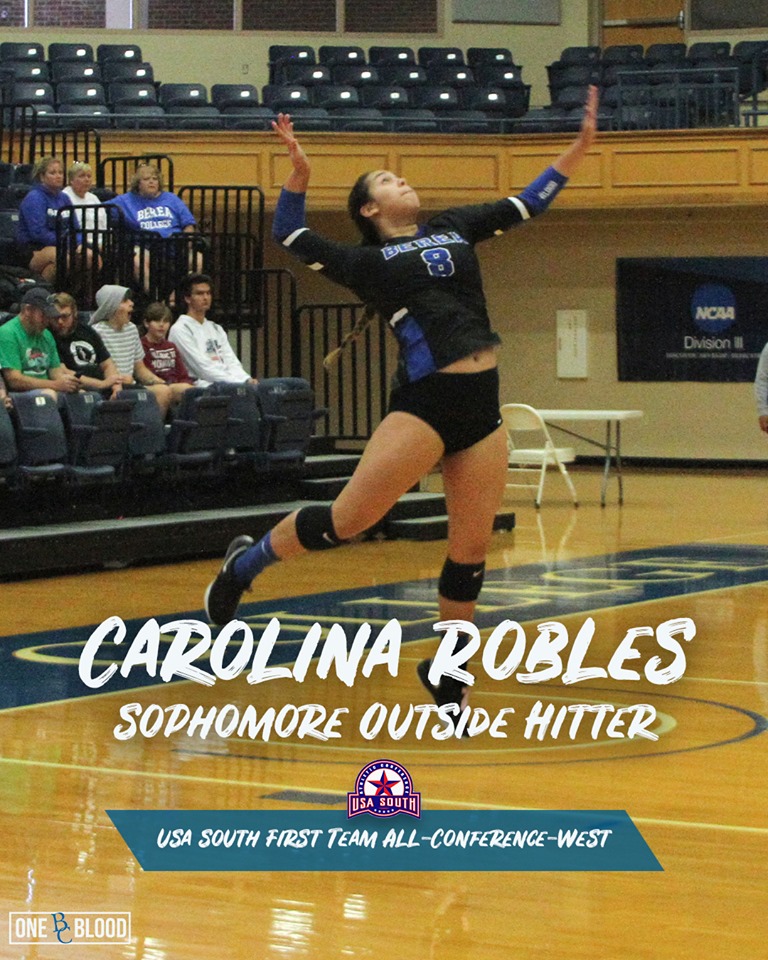 BEREA
COLLEGE
BEREA
8
NCAA
Division III
CAROLINA ROBLES
SOPHOMORE OUTSIDE HITTER
USA SOUTH
USA SOUTH FIRST TEAM ALL-CONFERENCE-WEST
ONE BC BLOOD